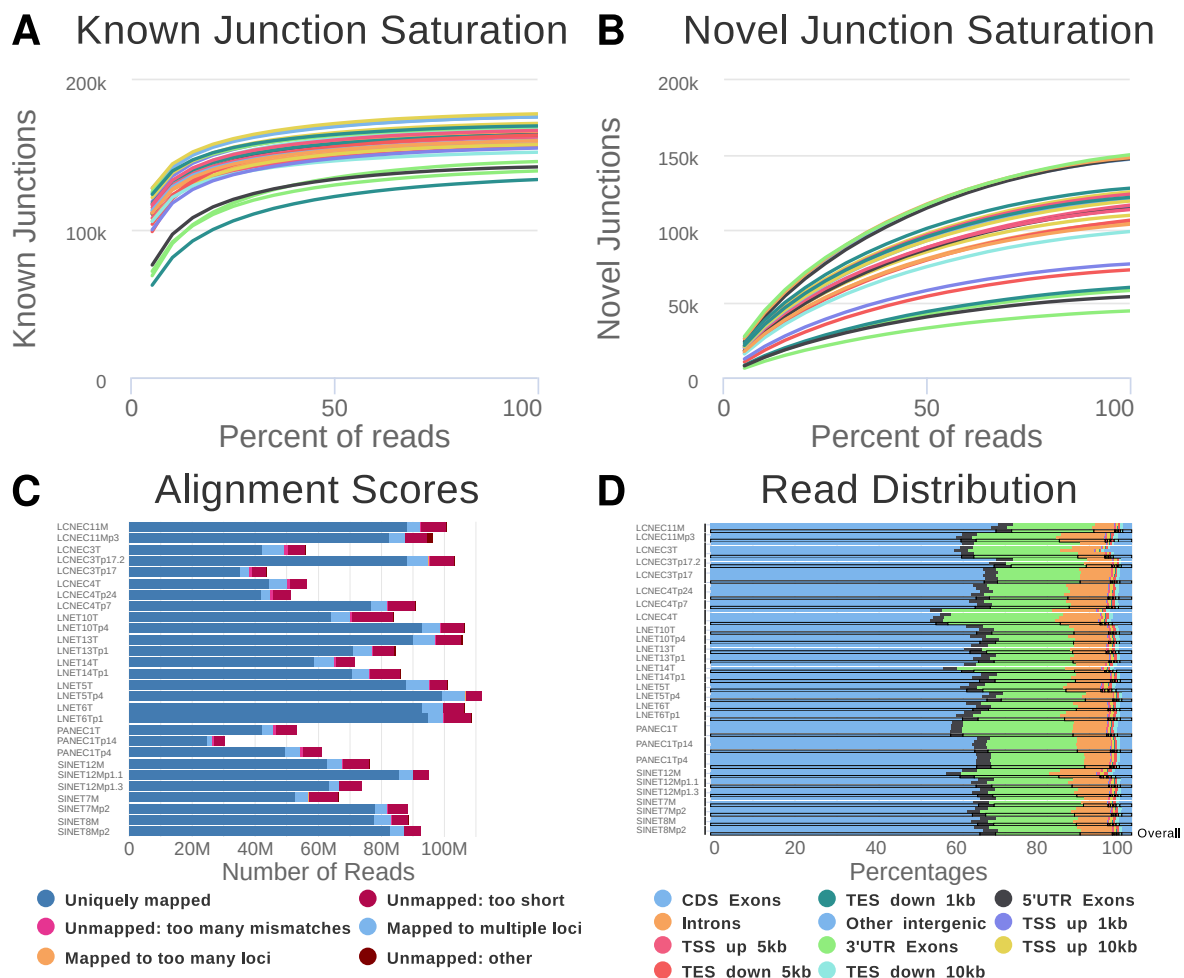 A Known Junction Saturation
B Novel Junction Saturation
200k
100k
0
Known Junctions
0
50
100
Percent of reads
200k
150k
100k
50k
0
Novel Junctions
0
50
100
Percent of reads
C Alignment Scores
LCNEC11M
LCNEC11Mp3
LCNEC3T
LCNEC3Tp17.2
LCNEC3Tp17
LCNEC4T
LCNEC4Tp24
LCNEC4Tp7
LNET10T
LNET10Tp4
LNET13T
LNET13Tp1
LNET14T
LNET14Tp1
LNET5T
LNET5Tp4
LNET6T
LNET6Tp1
PANEC1T
PANEC1Tp14
PANEC1Tp4
SINET12M
SINET12Mp1.1
SINET12Mp1.3
SINET7M
SINET7Mp2
SINET8M
SINET8Mp2
0
20M
40M
60M
80M
100M
Number of Reads
Uniquely mapped
Unmapped: too many mismatches
Mapped to too many loci
Unmapped: too short
Mapped to multiple loci
Unmapped: other
D Read Distribution
LCNEC11M
LCNEC11Mp3
LCNEC3T
LCNEC3Tp17.2
LCNEC3Tp17
LCNEC4Tp24
LCNEC4Tp7
LCNEC4T
LNET10T
LNET10Tp4
LNET13T
LNET13Tp1
LNET14T
LNET14Tp1
LNET5T
LNET5Tp4
LNET6T
LNET6Tp1
PANEC1T
PANEC1Tp14
PANEC1Tp4
SINET12M
SINET12Mp1.1
SINET12Mp1.3
SINET7M
SINET7Mp2
SINET8M
SINET8Mp2
Overall
0
20
40
60
80
100
Percentages
CDS Exons
Introns
TSS up 5kb
TES down 5kb
TES down 1kb
Other intergenic
3'UTR Exons
TES down 10kb
5'UTR Exons
TSS up 1kb
TSS up 10kb